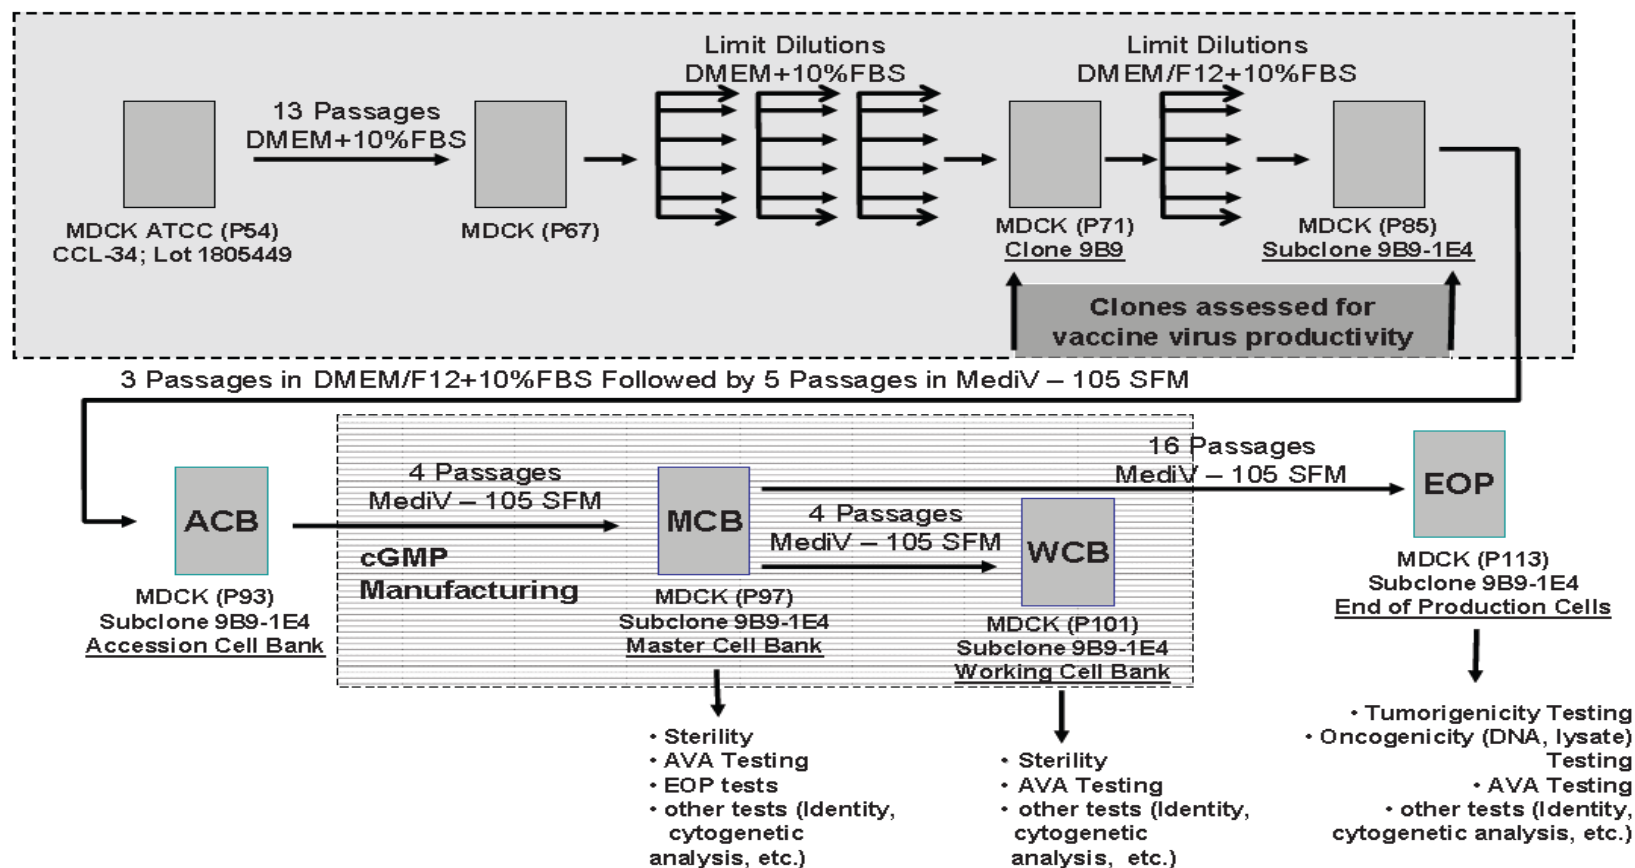 Limit Dilutions
DMEM+10%FBS
Limit Dilutions
DMEM/F12+10%FBS
13 Passages
DMEM+10%FBS
MDCK ATCC (P54)
CCL-34; Lot 1805449
MDCK (P67)
MDCK (P71)
Clone 9B9
MDCK (P85)
Subclone 9B9-1E4
Clones assessed for
vaccine virus productivity
3 Passages in DMEM/F12+10%FBS Followed by 5 Passages in MediV – 105 SFM
ACB
MDCK (P93)
Subclone 9B9-1E4
Accession Cell Bank
4 Passages
MediV – 105 SFM
cGMP
Manufacturing
MCB
MDCK (P97)
Subclone 9B9-1E4
Master Cell Bank
4 Passages
MediV – 105 SFM
WCB
MDCK (P101)
Subclone 9B9-1E4
Working Cell Bank
16 Passages
MediV – 105 SFM
EOP
MDCK (P113)
Subclone 9B9-1E4
End of Production Cells
• Sterility
• AVA Testing
• EOP tests
• other tests (Identity,
cytogenetic
analysis, etc.)
• Sterility
• AVA Testing
• other tests (Identity,
cytogenetic
analysis, etc.)
• Tumorigenicity Testing
• Oncogenicity (DNA, lysate)
Testing
• AVA Testing
• other tests (Identity,
cytogenetic analysis, etc.)